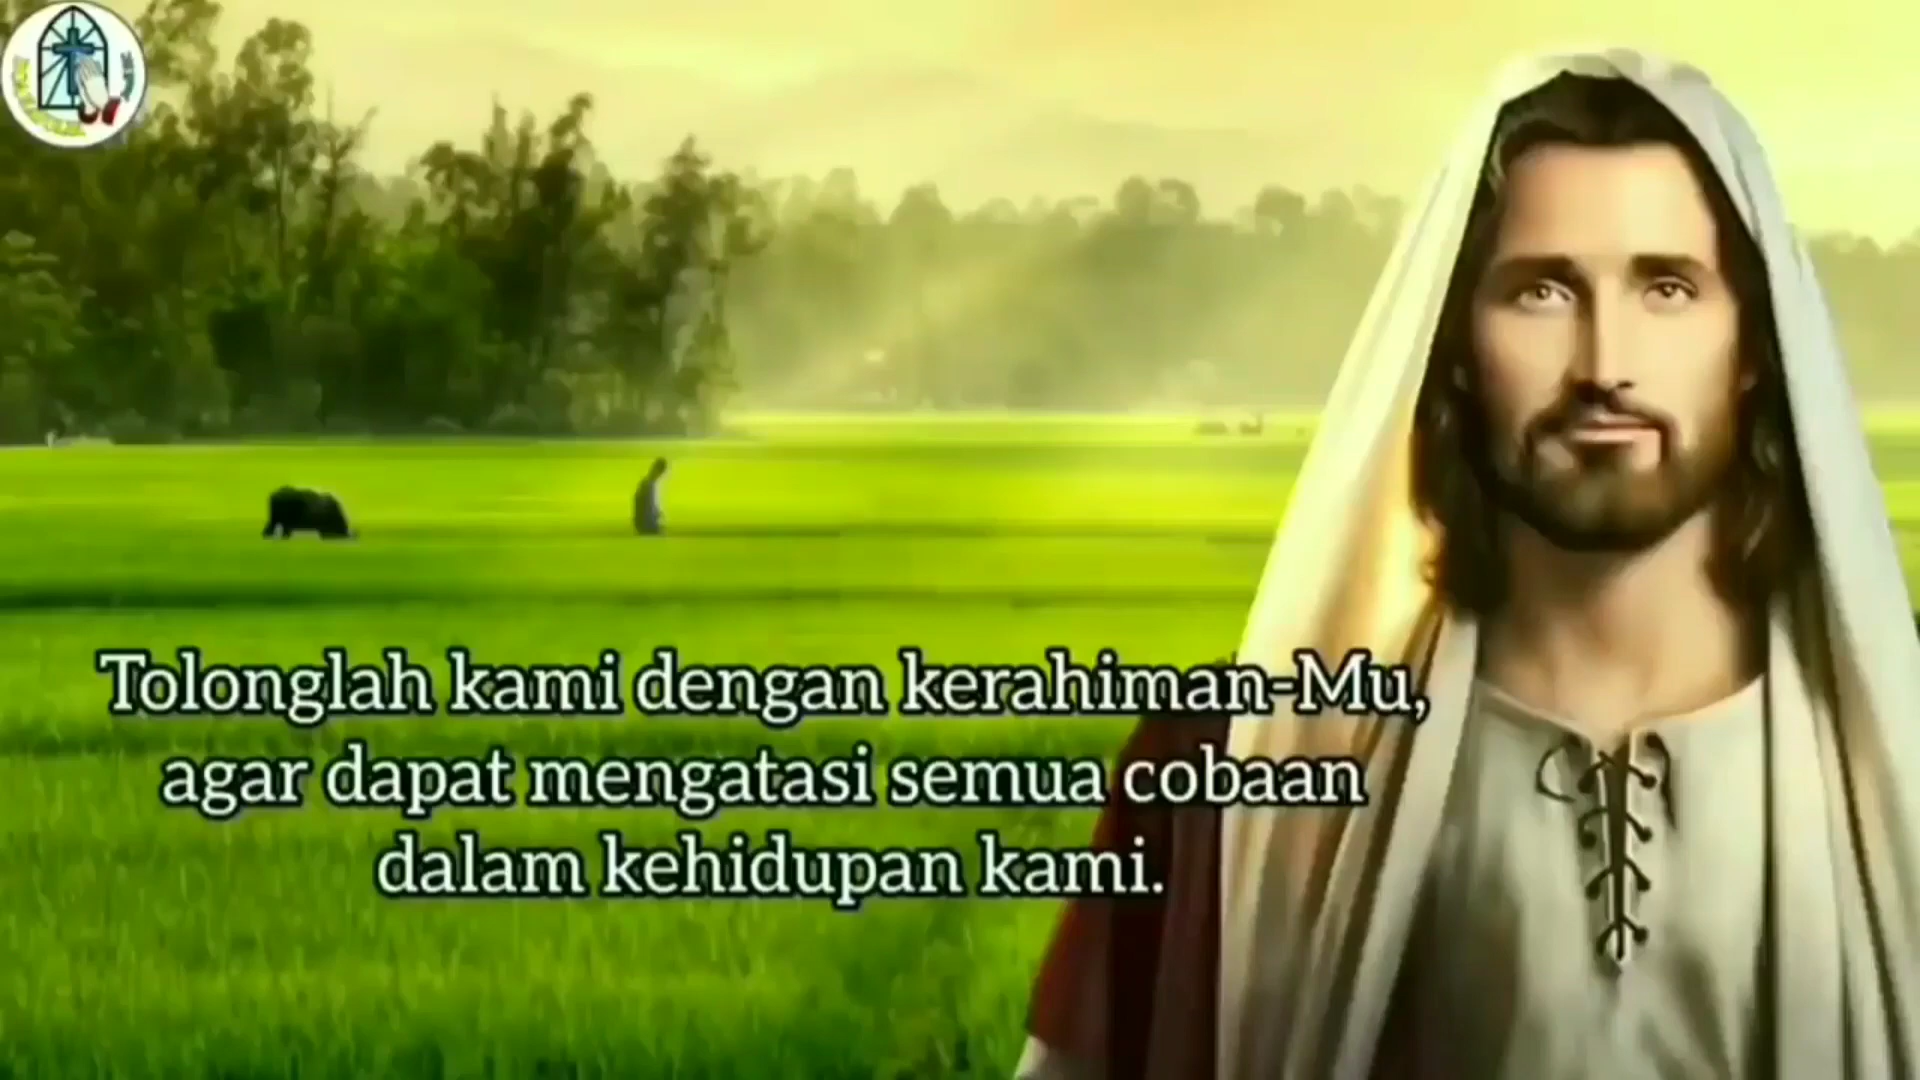 Tolonglah kami dengan kerahiman-Mu,
agar dapat mengatasi semua cobaan
dalam kehidupan kami.